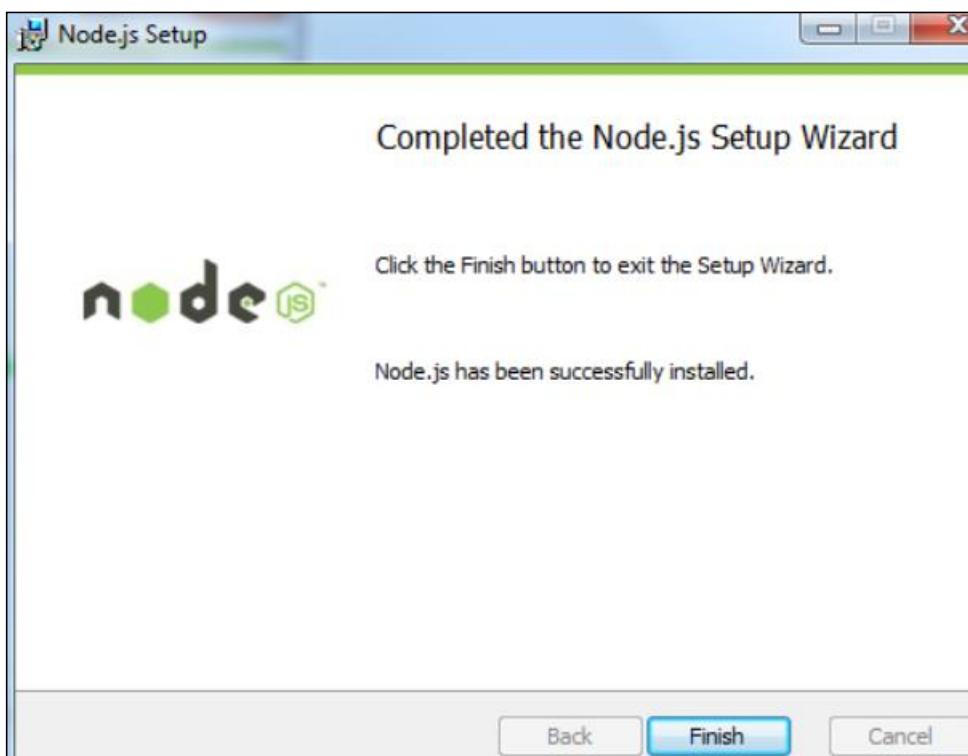 Node.js Setup
Completed the Node.js Setup Wizard
Click the Finish button to exit the Setup Wizard.
node js™
Node.js has been successfully installed.
Back Finish Cancel